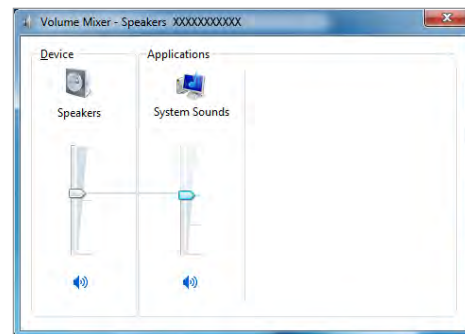 Volume Mixer - Speakers XXXXXXXXXXX
Device
Applications
Speakers
System Sounds